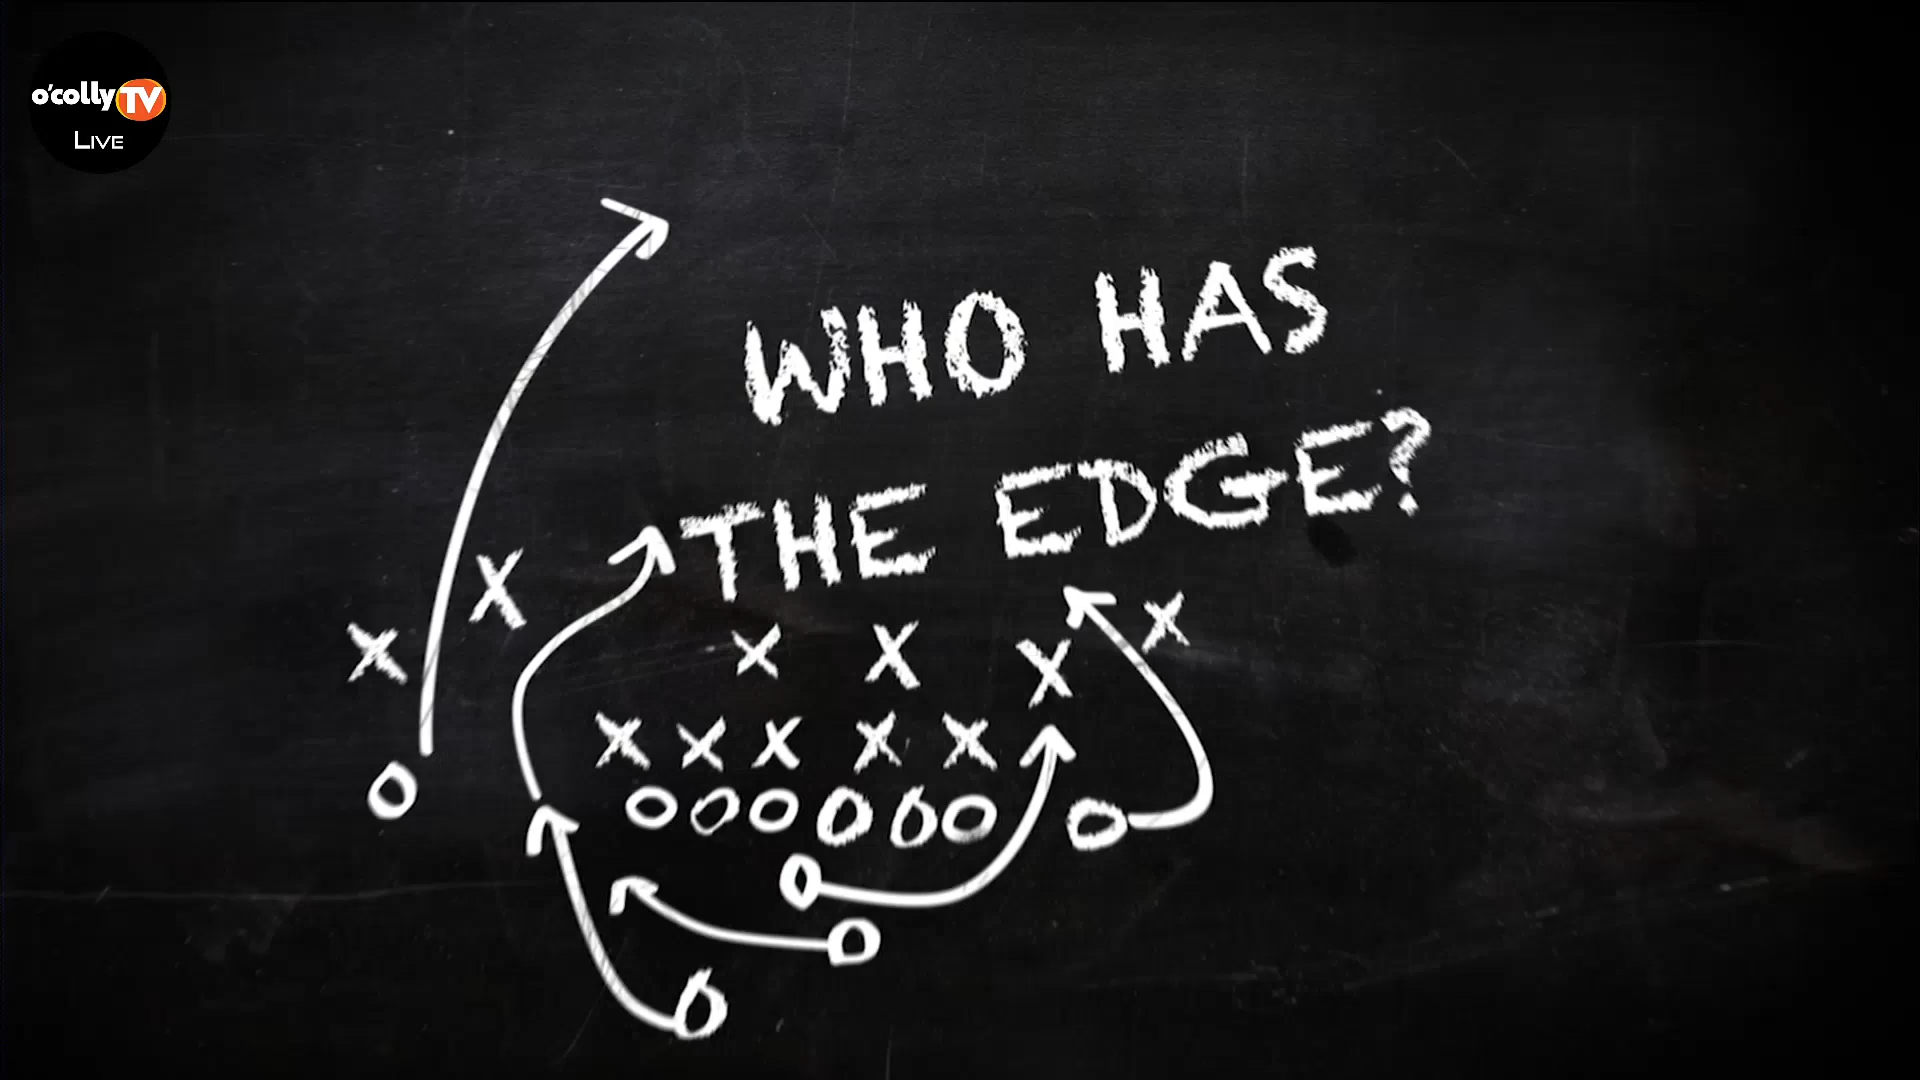 o'colly TV
LIVE
WHO HAS
THE EDGE?
X X X X X X
X X X X X
O O O O O O O O
O
O
O